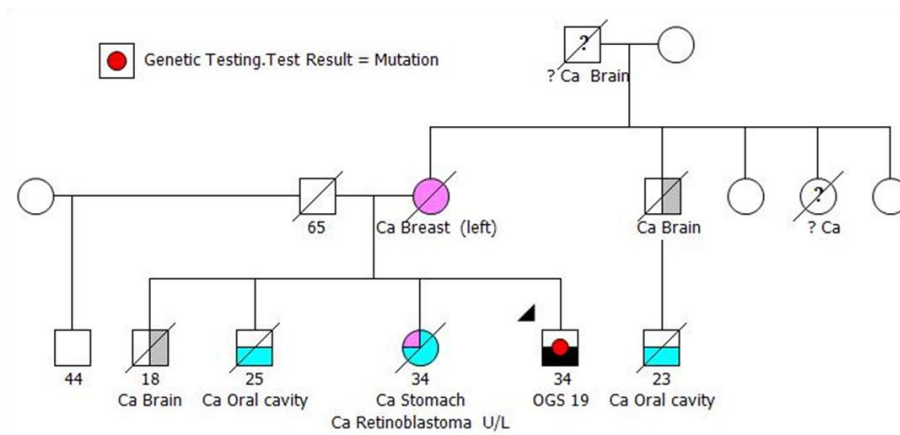 ?
? Ca Brain
Genetic Testing.Test Result = Mutation
?
65
Ca Breast (left)
Ca Brain
? Ca
44
18
Ca Brain
25
Ca Oral cavity
34
Ca Stomach
Ca Retinoblastoma U/L
34
OGS 19
23
Ca Oral cavity